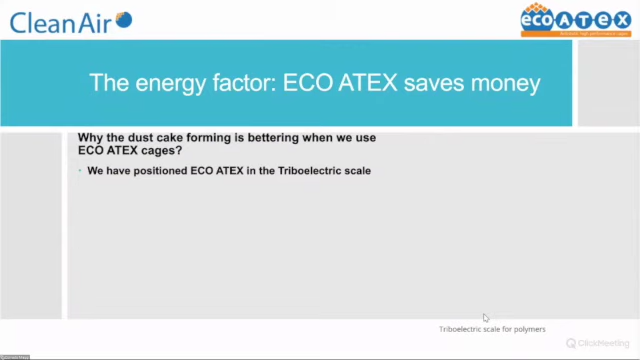 CleanAir
ecoATEX
The energy factor: ECO ATEX saves money
Why the dust cake forming is bettering when we use
ECO ATEX cages?
• We have positioned ECO ATEX in the Triboelectric scale
Triboelectric scale for polymers
ClickMeeting